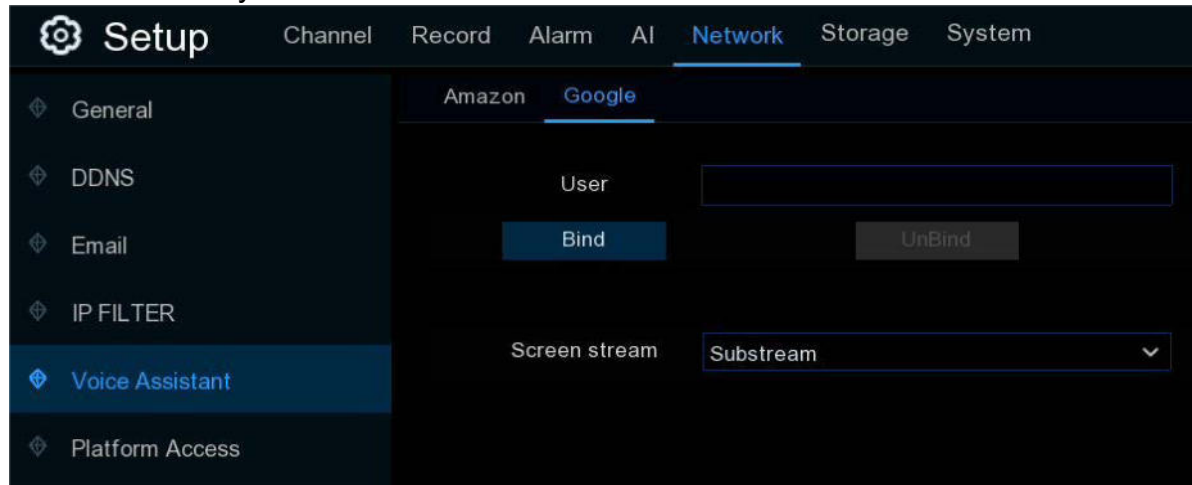 Setup Channel Record Alarm AI Network Storage System
Amazon Google
General
DDNS
Email
IP FILTER
Voice Assistant
Platform Access
User
Bind UnBind
Screen stream Substream